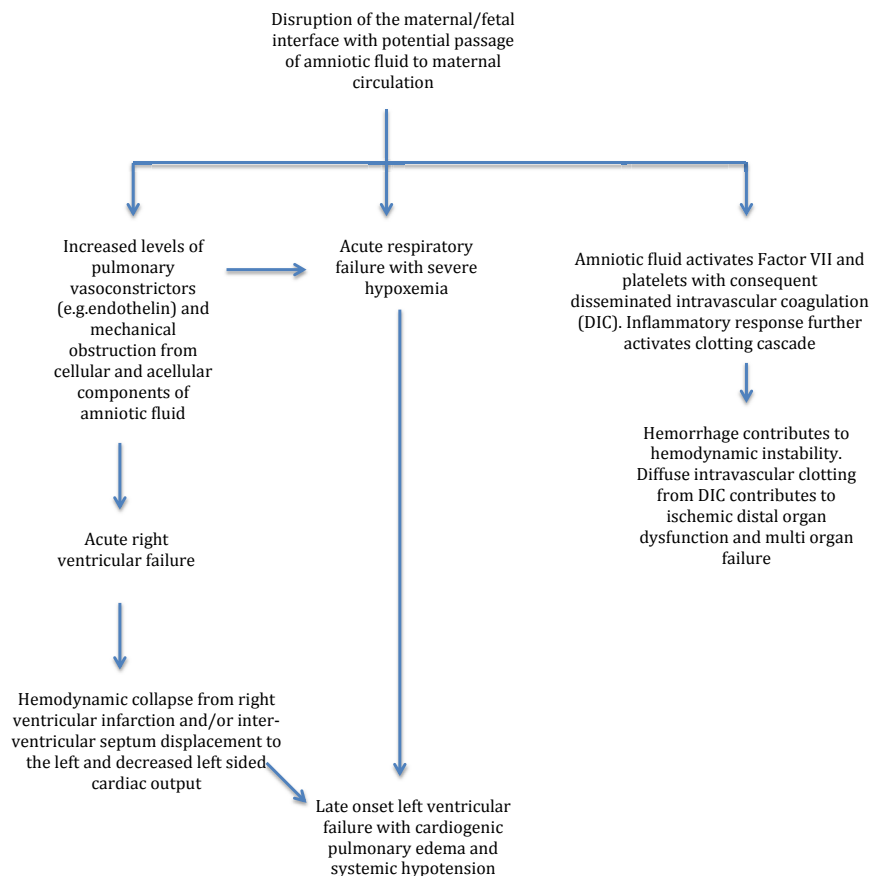 Disruption of the maternal/fetal
interface with potential passage
of amniotic fluid to maternal
circulation
Increased levels of
pulmonary
vasoconstrictors
(e.g.endothelin) and
mechanical
obstruction from
cellular and acellular
components of
amniotic fluid
Acute respiratory
failure with severe
hypoxemia
Amniotic fluid activates Factor VII and
platelets with consequent
disseminated intravascular coagulation
(DIC). Inflammatory response further
activates clotting cascade
Hemorrhage contributes to
hemodynamic instability.
Diffuse intravascular clotting
from DIC contributes to
ischemic distal organ
dysfunction and multi organ
failure
Acute right
ventricular failure
Hemodynamic collapse from right
ventricular infarction and/or inter-
ventricular septum displacement to
the left and decreased left sided
cardiac output
Late onset left ventricular
failure with cardiogenic
pulmonary edema and
systemic hypotension